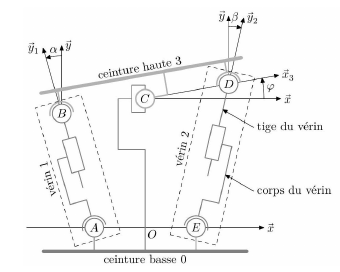 y⃗₁ α y⃗
y⃗ β y⃗₂
ceinture haute 3
x⃗₃
D
φ
C
x⃗
B
tige du vérin
vérin 2
vérin 1
corps du vérin
A
E
x⃗
O
ceinture basse 0